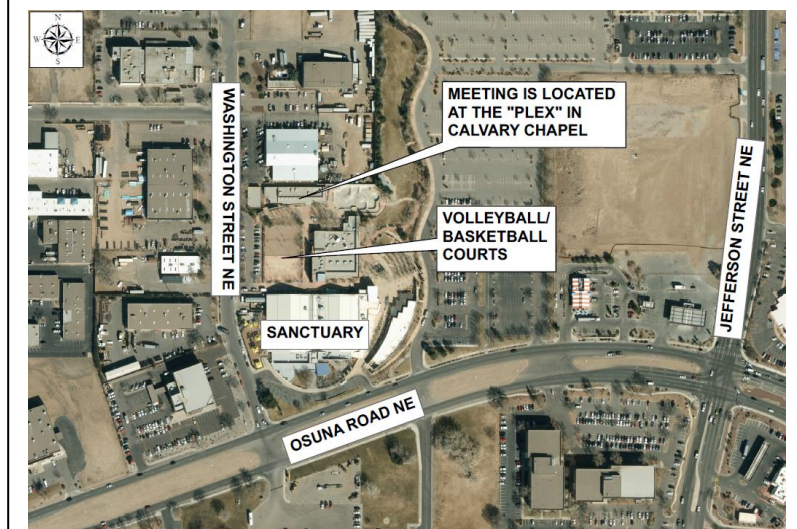 N
W E
S
WASHINGTON STREET NE
MEETING IS LOCATED
AT THE "PLEX" IN
CALVARY CHAPEL
VOLLEYBALL/
BASKETBALL
COURTS
JEFFERSON STREET NE
SANCTUARY
OSUNA ROAD NE